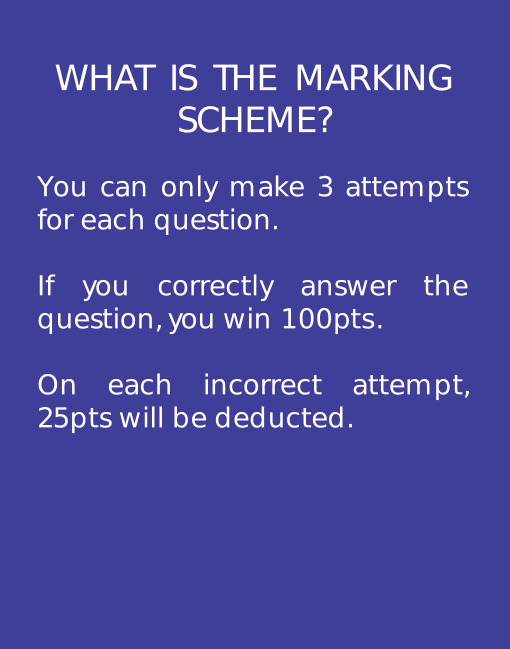 WHAT IS THE MARKING
SCHEME?
You can only make 3 attempts
for each question.
If you correctly answer the
question, you win 100pts.
On each incorrect attempt,
25pts will be deducted.